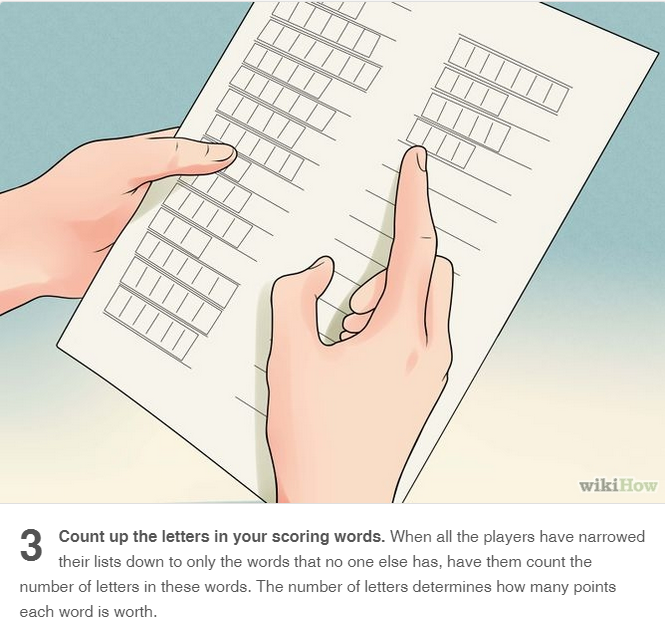 wikiHow
3 Count up the letters in your scoring words. When all the players have narrowed
their lists down to only the words that no one else has, have them count the
number of letters in these words. The number of letters determines how many points
each word is worth.